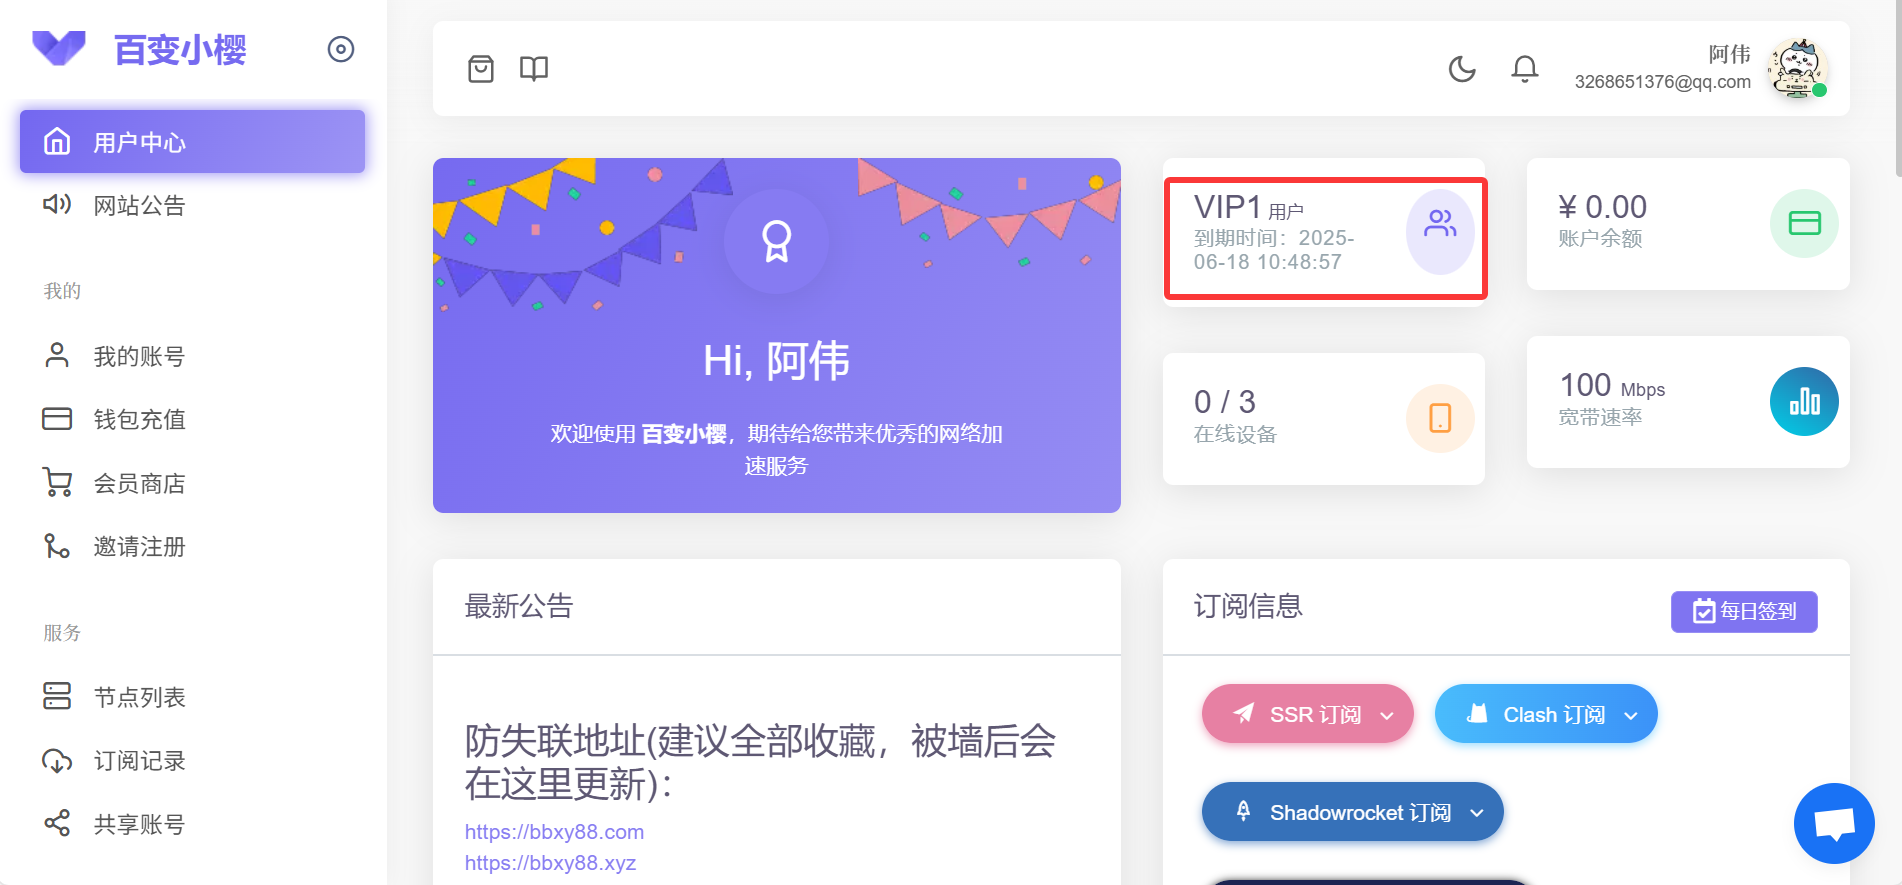 百变小樱
用户中心
网站公告
我的
我的账号
钱包充值
会员商店
邀请注册
服务
节点列表
订阅记录
共享账号
阿伟
3268651376@qq.com
Hi, 阿伟
欢迎使用 百变小樱，期待给您带来优秀的网络加
速服务
VIP1 用户
到期时间：2025-
06-18 10:48:57
¥ 0.00
账户余额
0 / 3
在线设备
100 Mbps
宽带速率
最新公告
防失联地址(建议全部收藏，被墙后会
在这里更新)：
https://bbxy88.com
https://bbxy88.xyz
订阅信息
每日签到
SSR 订阅
Clash 订阅
Shadowrocket 订阅